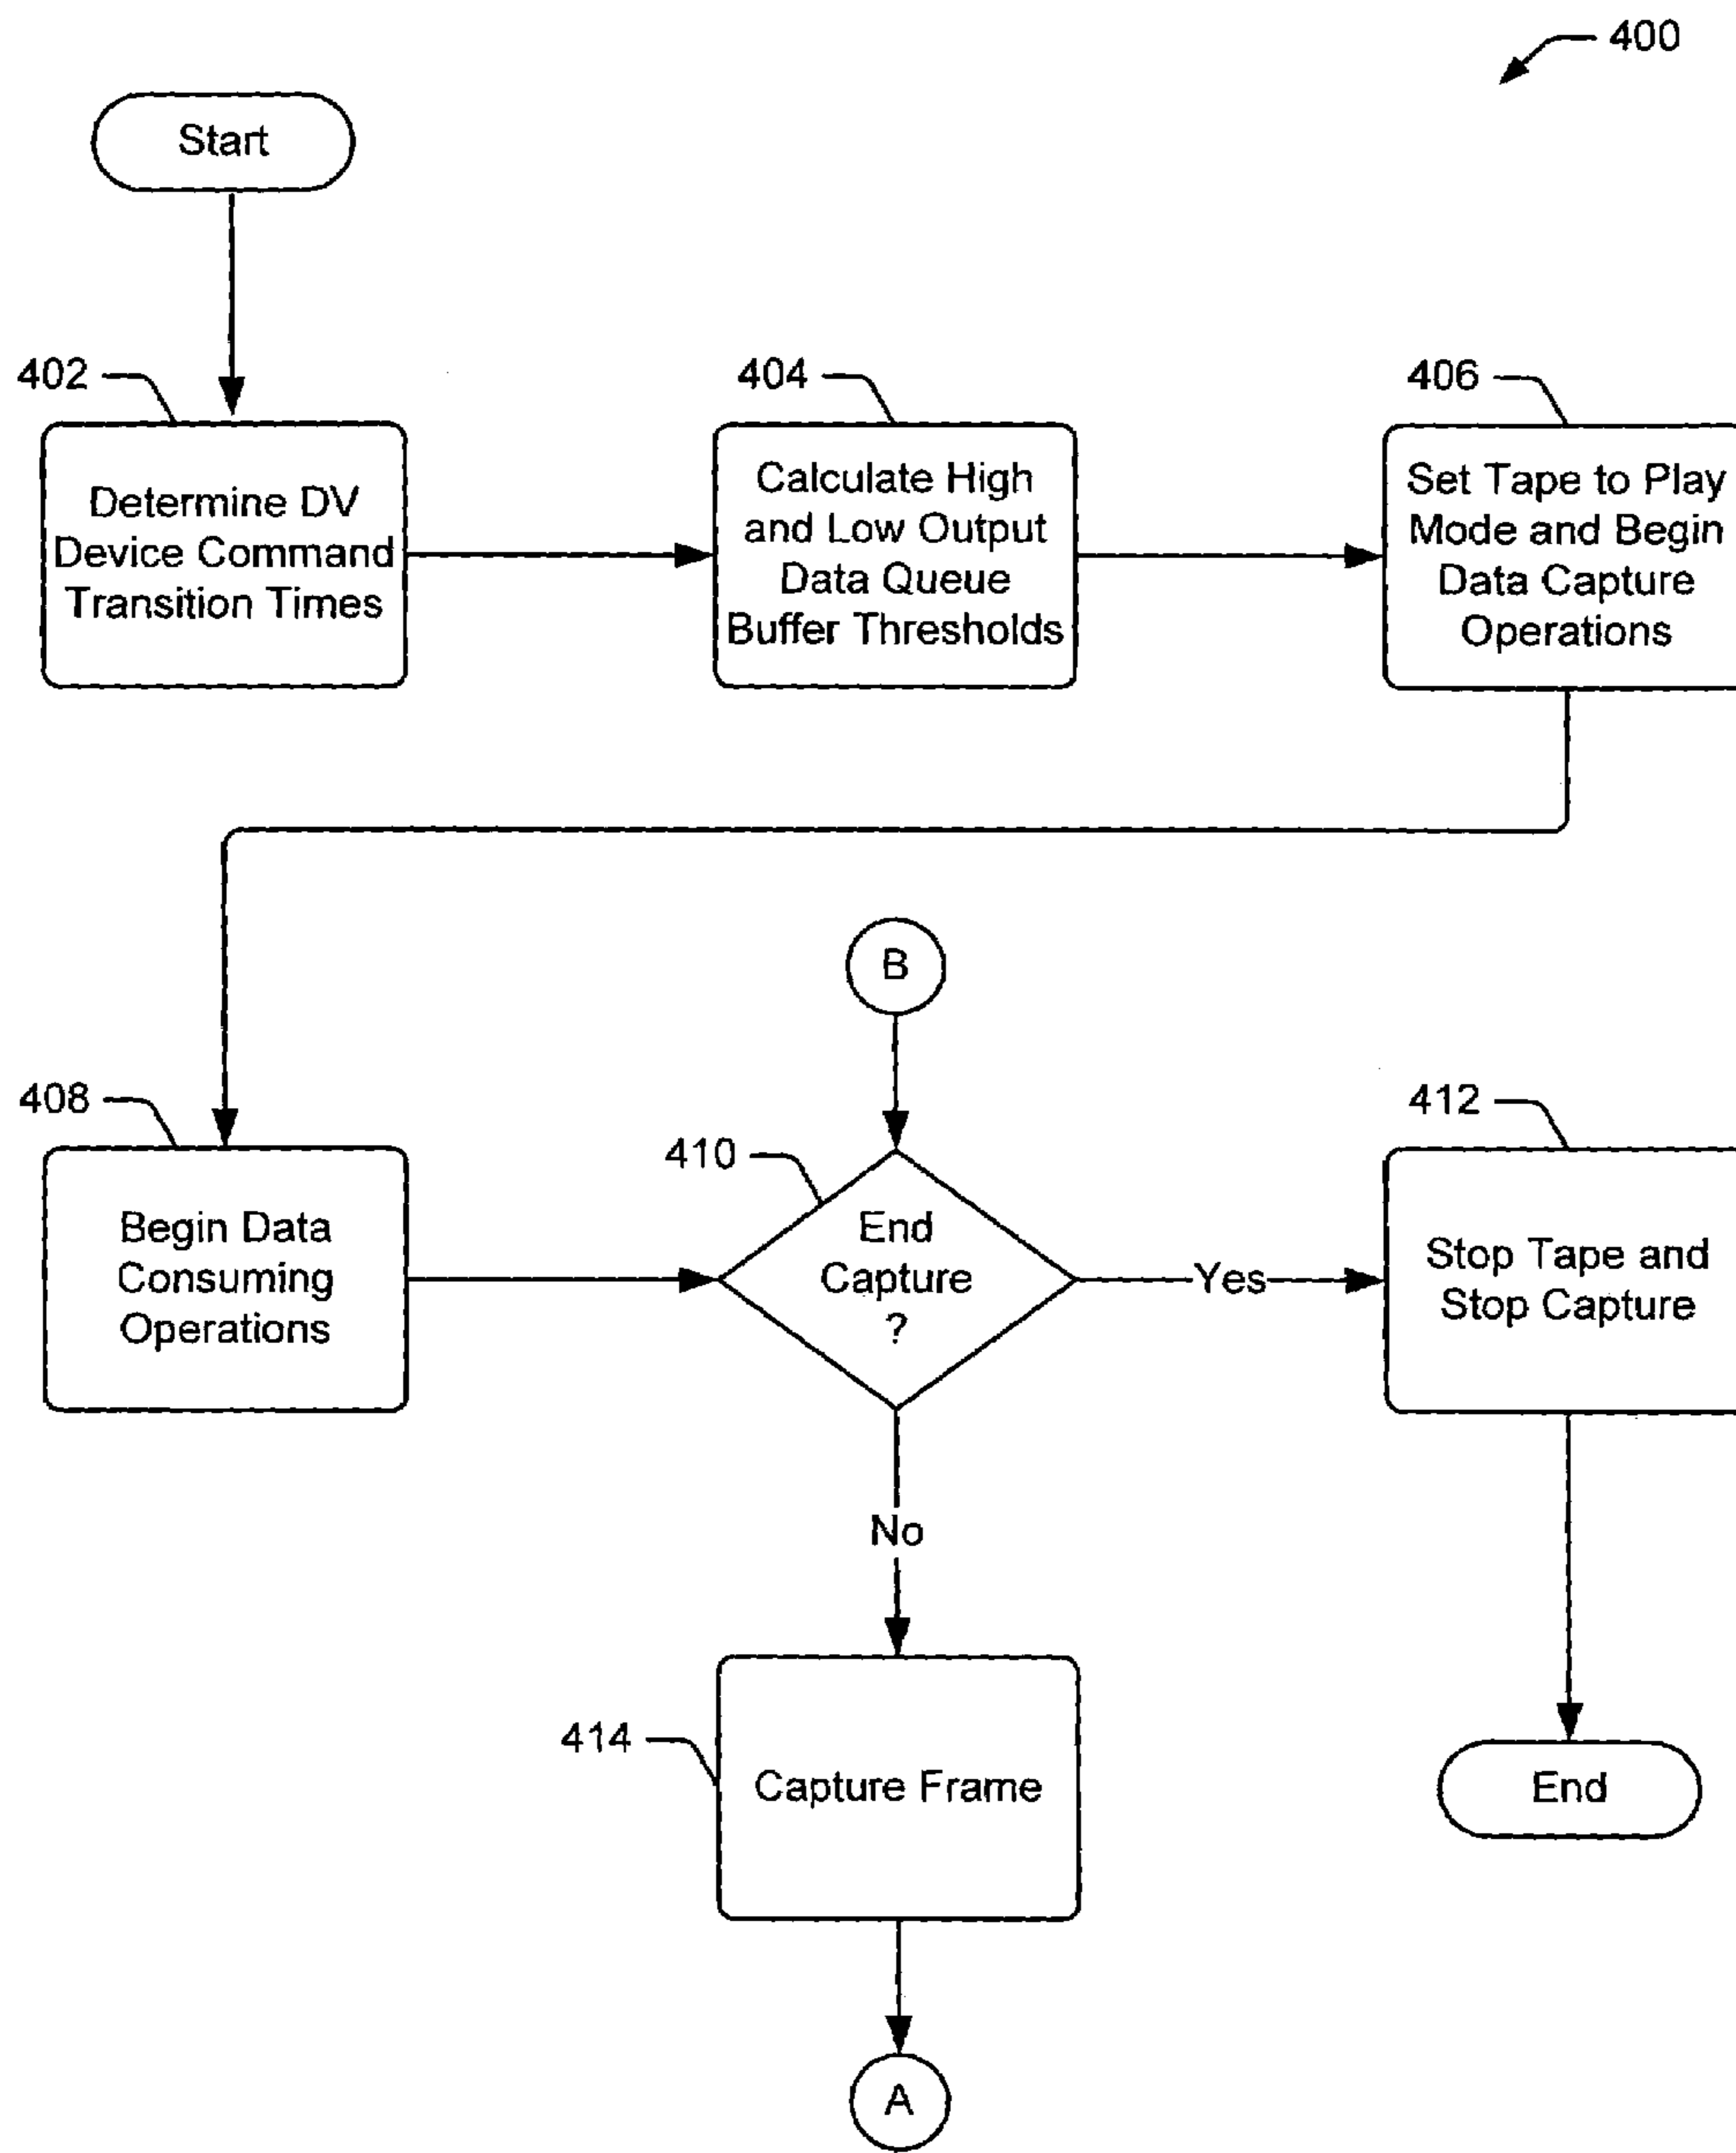 400
Start
402
Determine DV
Device Command
Transition Times
404
Calculate High
and Low Output
Data Queue
Buffer Thresholds
406
Set Tape to Play
Mode and Begin
Data Capture
Operations
408
Begin Data
Consuming
Operations
B
410
End
Capture
?
Yes
412
Stop Tape and
Stop Capture
No
414
Capture Frame
End
A